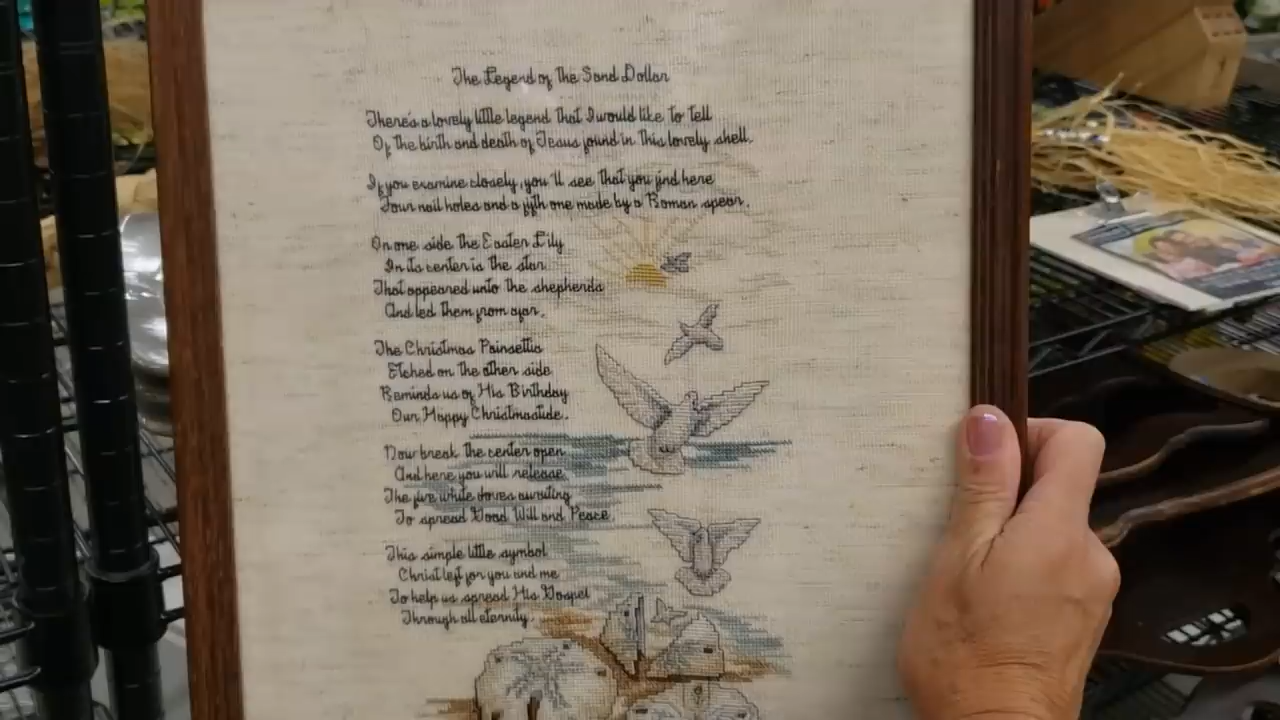 The Legend of The Sand Dollar
There's a lovely little legend that I would like to tell
Of the birth and death of Jesus found in this lovely shell.
If you examine closely, you'll see that you find here
Four nail holes and a fifth one made by a Roman spear.
On one side the Easter Lily
In its center is the star
That appeared unto the shepherds
And led them from afar.
The Christmas Poinsettia
Etched on the other side
Reminds us of His Birthday
Our Happy Christmastide.
Now break the center open
And here you will release
The five white doves awaiting
To spread Good Will and Peace.
This simple little symbol
Christ left for you and me
To help us spread His Gospel
Through all eternity.